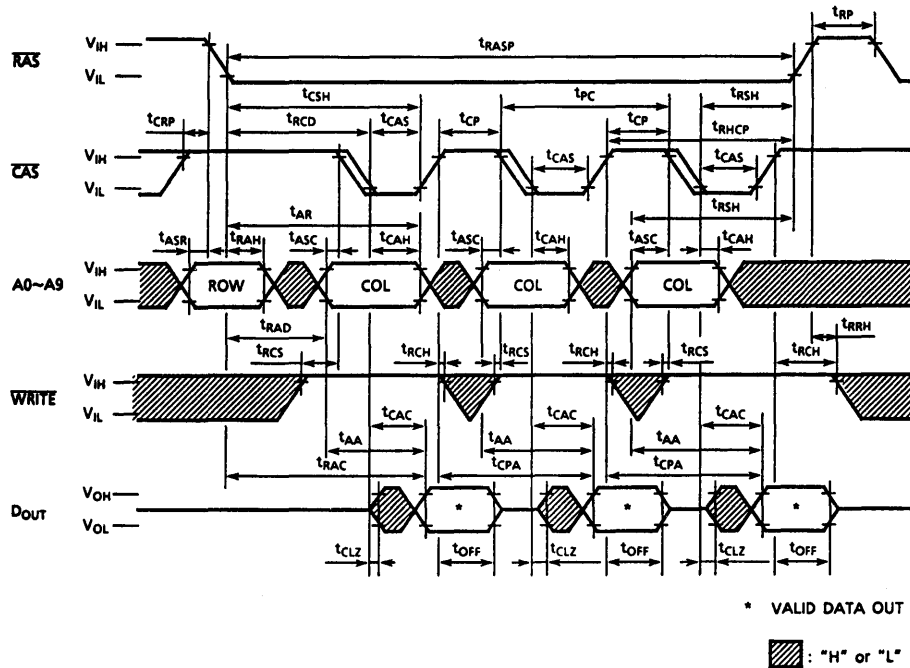 tRP
RAS VIH VIL
tRASP
tCSH tPC tRSH
tCRP tRCD tCAS tCP tCP tRHCP
CAS VIH VIL
tCAS tCAS
tAR tRSH
tASR tRAH tASC tCAH tASC tCAH tASC tCAH
A0~A9 VIH VIL
ROW COL COL COL
tRAD tRRH
tRCS tRCH tRCS tRCH tRCS tRCH
WRITE VIH VIL
tCAC tCAC tCAC
tAA tAA tAA
tRAC tCPA tCPA
DOUT VOH VOL
* * *
tCLZ tOFF tCLZ tOFF tCLZ tOFF
* VALID DATA OUT
: "H" or "L"